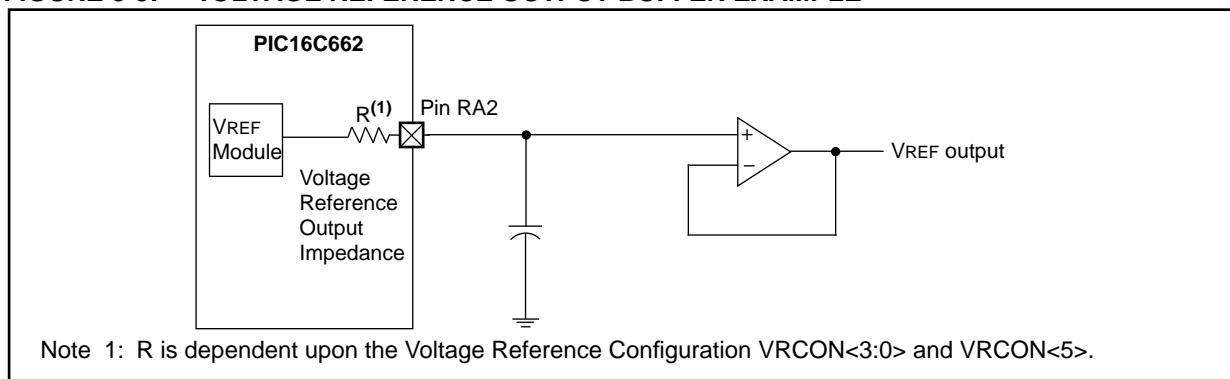 PIC16C662
R(1)
Pin RA2
VREF
Module
Voltage
Reference
Output
Impedance
+
–
VREF output
Note 1: R is dependent upon the Voltage Reference Configuration VRCON<3:0> and VRCON<5>.